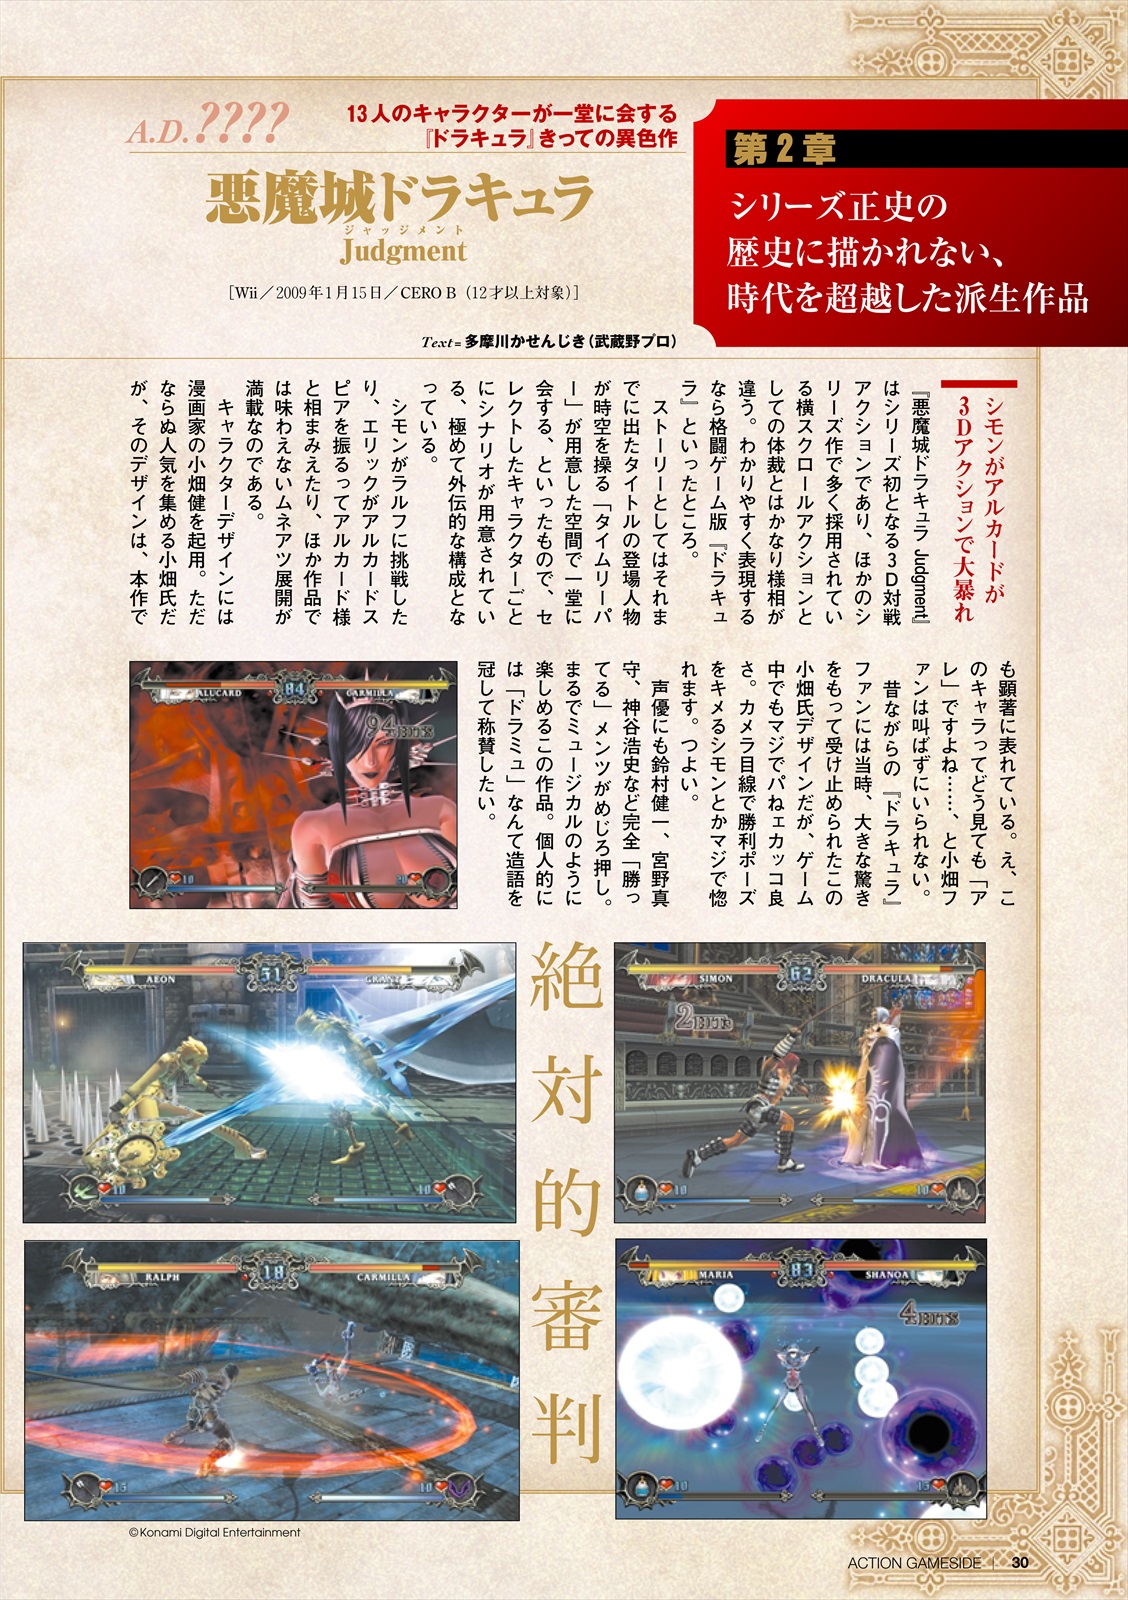 第2章
シリーズ正史の
歴史に描かれない、
時代を超越した派生作品
A.D.????
13人のキャラクターが一堂に会する
『ドラキュラ』きっての異色作
悪魔城ドラキュラ
ジャッジメント
Judgment
[Wii／2009年1月15日／CERO B（12才以上対象）]
Text=多摩川かせんじき（武蔵野プロ）
シモンがアルカードが
3Dアクションで大暴れ
『悪魔城ドラキュラ Judgment』
はシリーズ初となる3D対戦
アクションであり、ほかのシ
リーズ作で多く採用されてい
る横スクロールアクションと
しての体裁とはかなり様相が
違う。わかりやすく表現する
なら格闘ゲーム版『ドラキュ
ラ』といったところ。
ストーリーとしてはそれま
でに出たタイトルの登場人物
が時空を操る「タイムリーパ
ー」が用意した空間で一堂に
会する、といったもので、セ
レクトしたキャラクターごと
にシナリオが用意されてい
る、極めて外伝的な構成とな
っている。
シモンがラルフに挑戦した
り、エリックがアルカードス
ピアを振るってアルカード様
と相まみえたり、ほか作品で
は味わえないムネアツ展開が
満載なのである。
キャラクターデザインには
漫画家の小畑健を起用。ただ
ならぬ人気を集める小畑氏だ
が、そのデザインは、本作で
も顕著に表れている。え、こ
のキャラってどう見ても「ア
レ」ですよね……、と小畑フ
ァンは叫ばずにいられない。
昔ながらの『ドラキュラ』
ファンには当時、大きな驚き
をもって受け止められたこの
小畑氏デザインだが、ゲーム
中でもマジでパねェカッコ良
さ。カメラ目線で勝利ポーズ
をキメるシモンとかマジで惚
れます。つよい。
声優にも鈴村健一、宮野真
守、神谷浩史など完全「勝っ
てる」メンツがめじろ押し。
まるでミュージカルのように
楽しめるこの作品。個人的に
は「ドラミュ」なんて造語を
冠して称賛したい。
ALUCARD 84 CARMILLA
94HITS
10 20
絶対的審判
AEON 51 GRANT
10 10
SIMON 62 DRACULA
2HITS
10 10
RALPH 18 CARMILLA
15 10
MARIA 83 SHANOA
4HITS
10 15
©Konami Digital Entertainment
ACTION GAMESIDE | 30